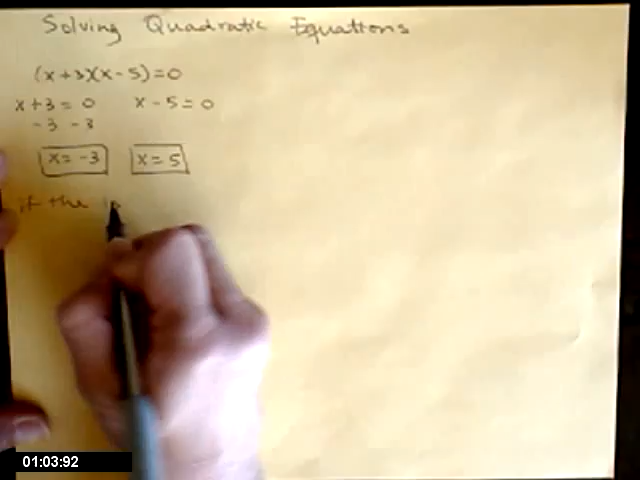 Solving Quadratic Equations
(x+3)(x-5)=0
x+3=0 x-5=0
-3 -3
x=-3 x=5
if the
01:03:92